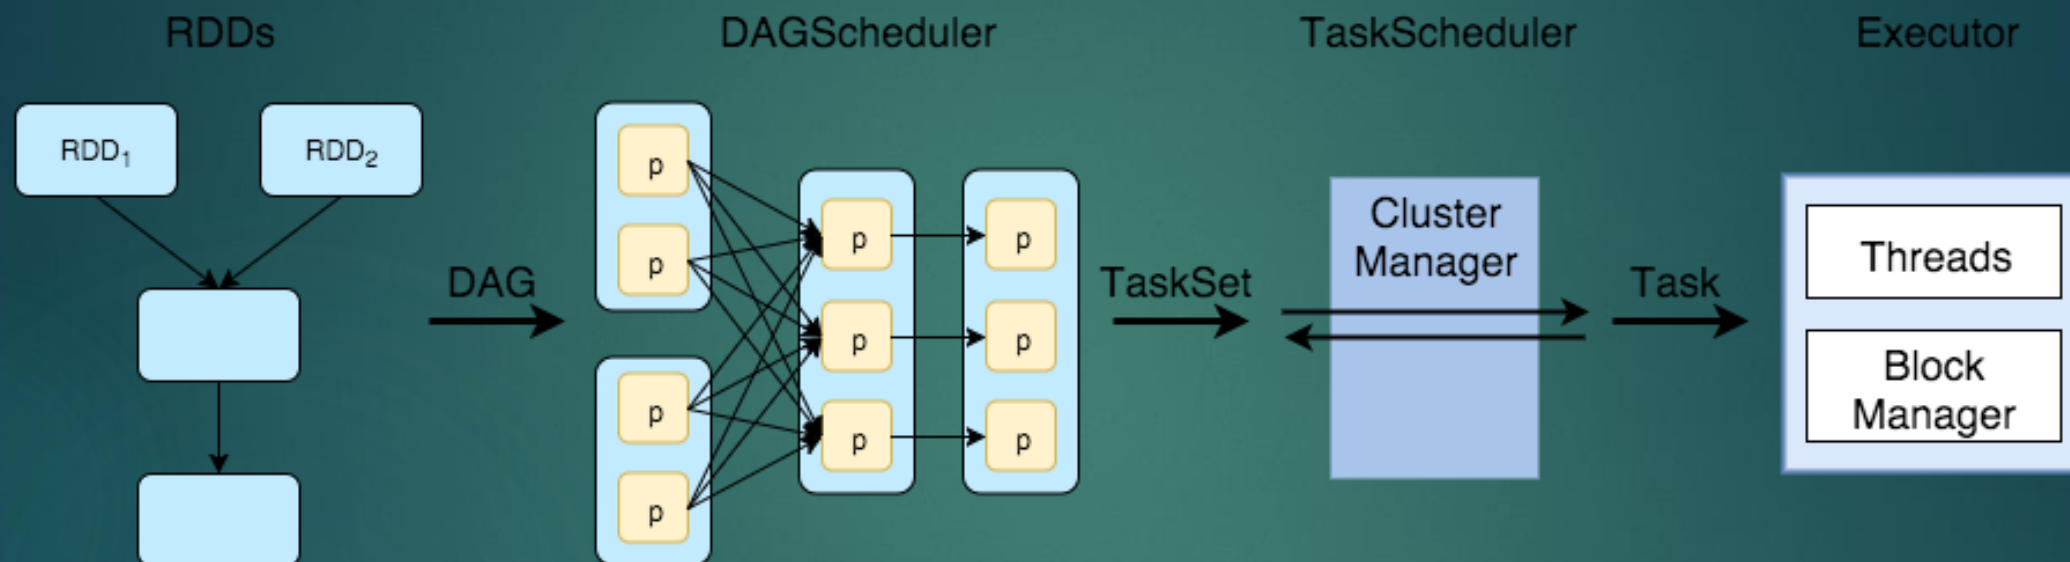 RDDs
DAGScheduler
TaskScheduler
Executor
RDD₁
RDD₂
DAG
p
p
p
p
p
p
p
p
p
p
TaskSet
Cluster
Manager
Task
Threads
Block
Manager